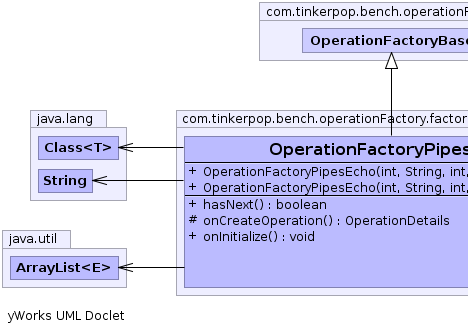 com.tinkerpop.bench.operationF
OperationFactoryBas
java.lang
Class<T>
String
com.tinkerpop.bench.operationFactory.factor
OperationFactoryPipes
+ OperationFactoryPipesEcho(int, String, int,
+ OperationFactoryPipesEcho(int, String, int,
+ hasNext() : boolean
# onCreateOperation() : OperationDetails
+ onInitialize() : void
java.util
ArrayList<E>
yWorks UML Doclet